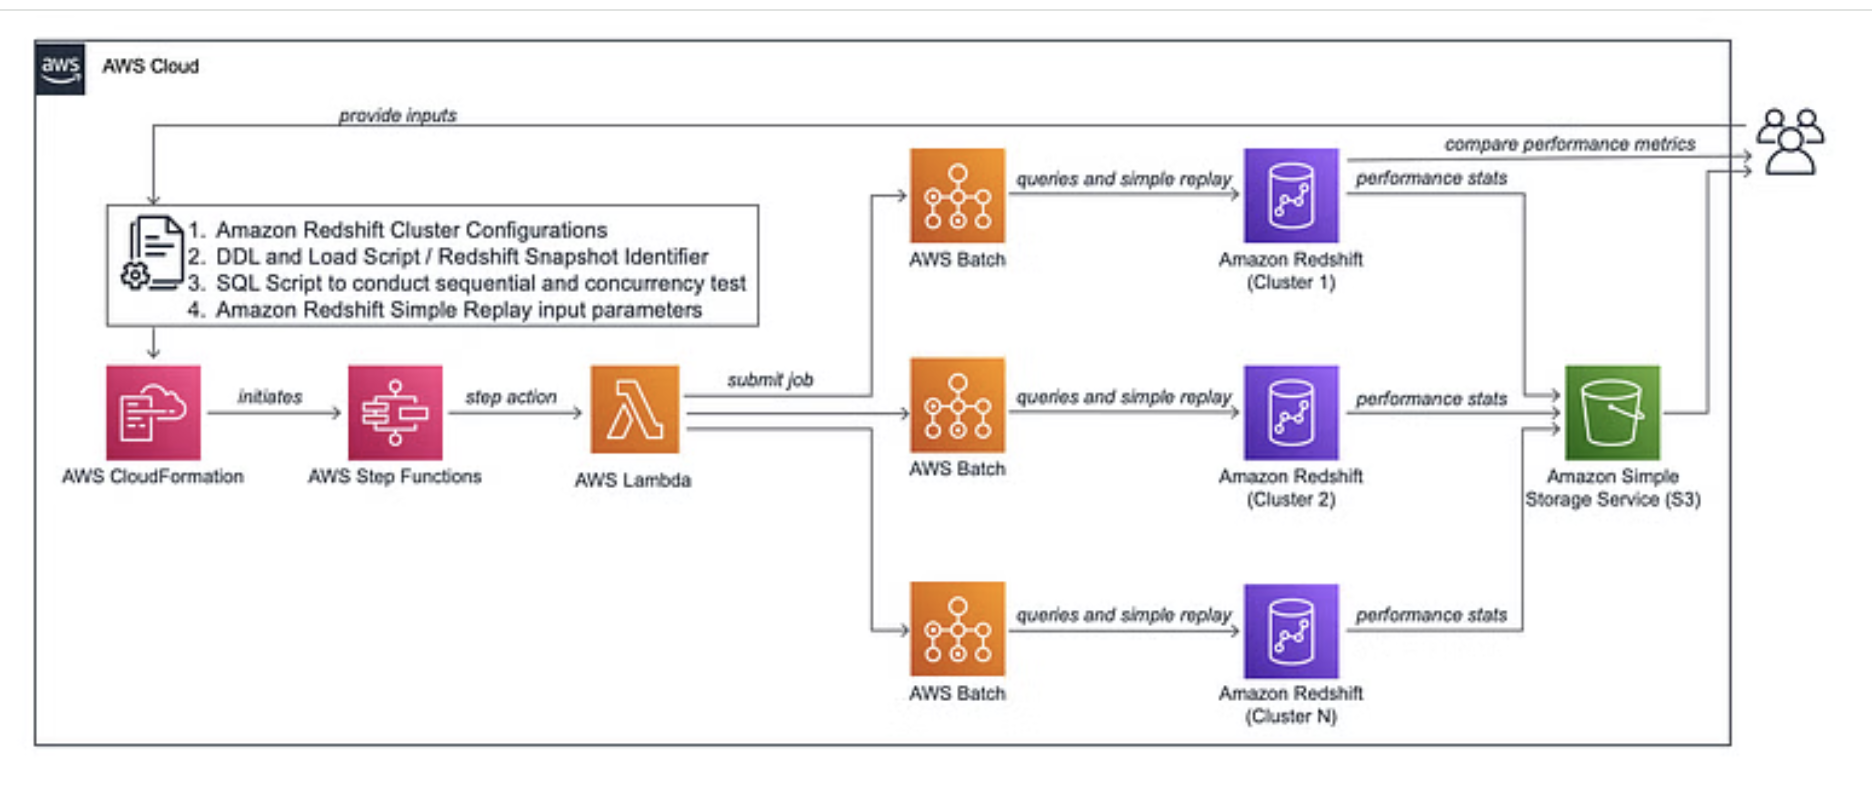 aws
AWS Cloud
provide inputs
compare performance metrics
1. Amazon Redshift Cluster Configurations
2. DDL and Load Script / Redshift Snapshot Identifier
3. SQL Script to conduct sequential and concurrency test
4. Amazon Redshift Simple Replay input parameters
queries and simple replay
performance stats
AWS Batch
Amazon Redshift
(Cluster 1)
initiates
step action
submit job
queries and simple replay
performance stats
AWS CloudFormation
AWS Step Functions
AWS Lambda
AWS Batch
Amazon Redshift
(Cluster 2)
Amazon Simple
Storage Service (S3)
queries and simple replay
performance stats
AWS Batch
Amazon Redshift
(Cluster N)